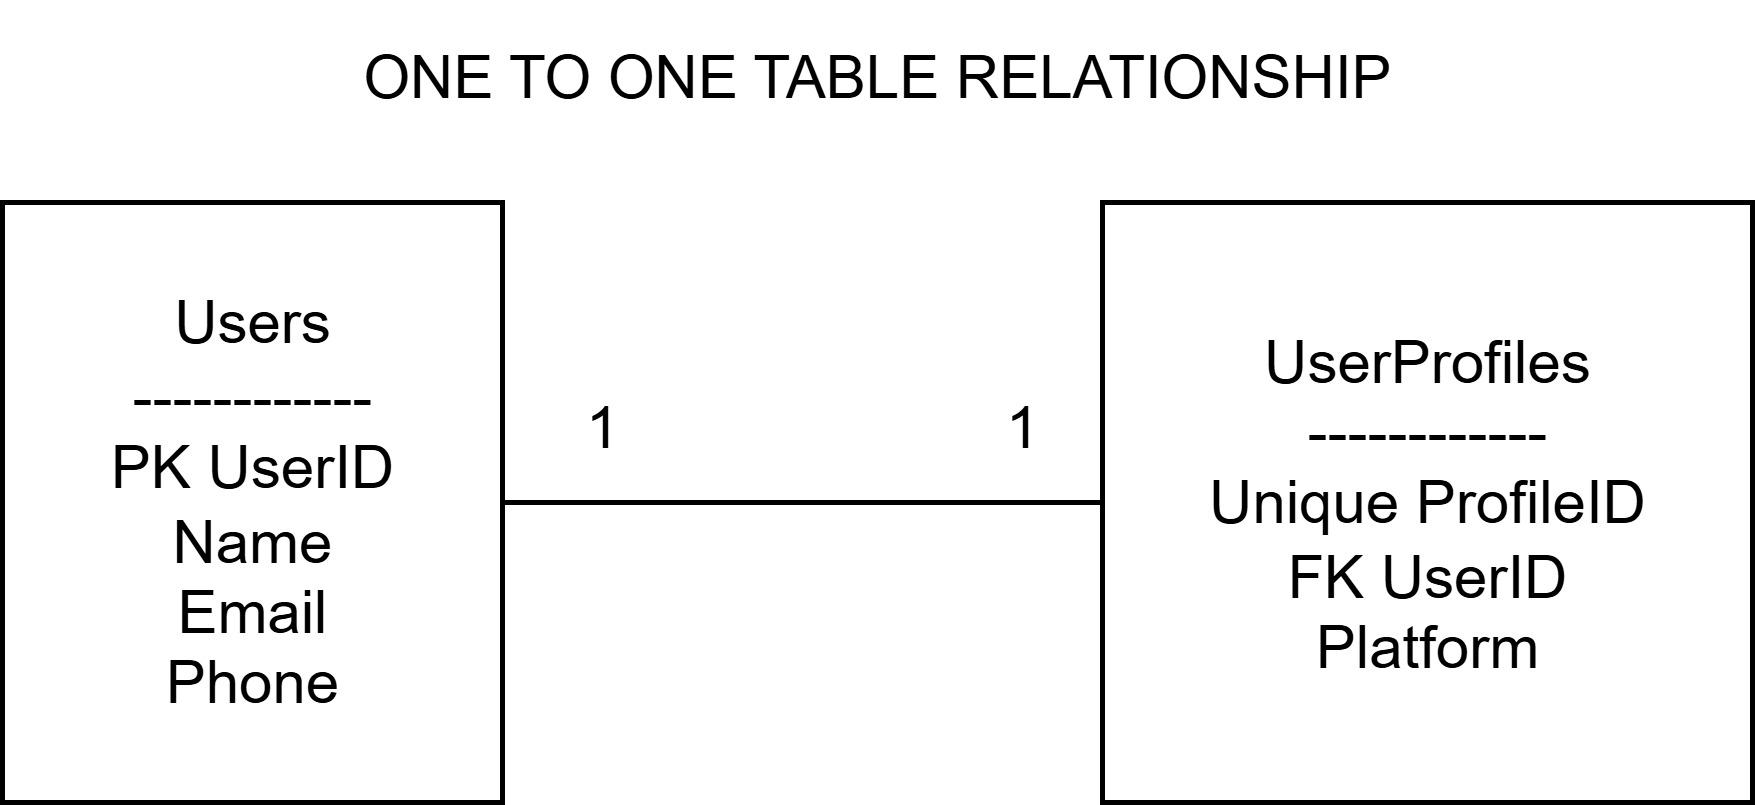 ONE TO ONE TABLE RELATIONSHIP
Users
------------
PK UserID
Name
Email
Phone
1
1
UserProfiles
------------
Unique ProfileID
FK UserID
Platform